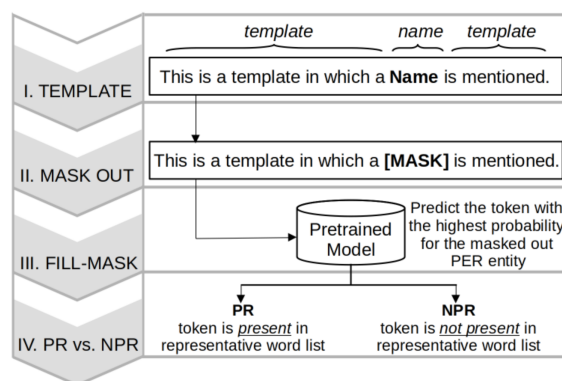 template name template
I. TEMPLATE
This is a template in which a Name is mentioned.
II. MASK OUT
This is a template in which a [MASK] is mentioned.
III. FILL-MASK
Pretrained
Model
Predict the token with
the highest probability
for the masked out
PER entity
IV. PR vs. NPR
PR
token is present in
representative word list
NPR
token is not present in
representative word list